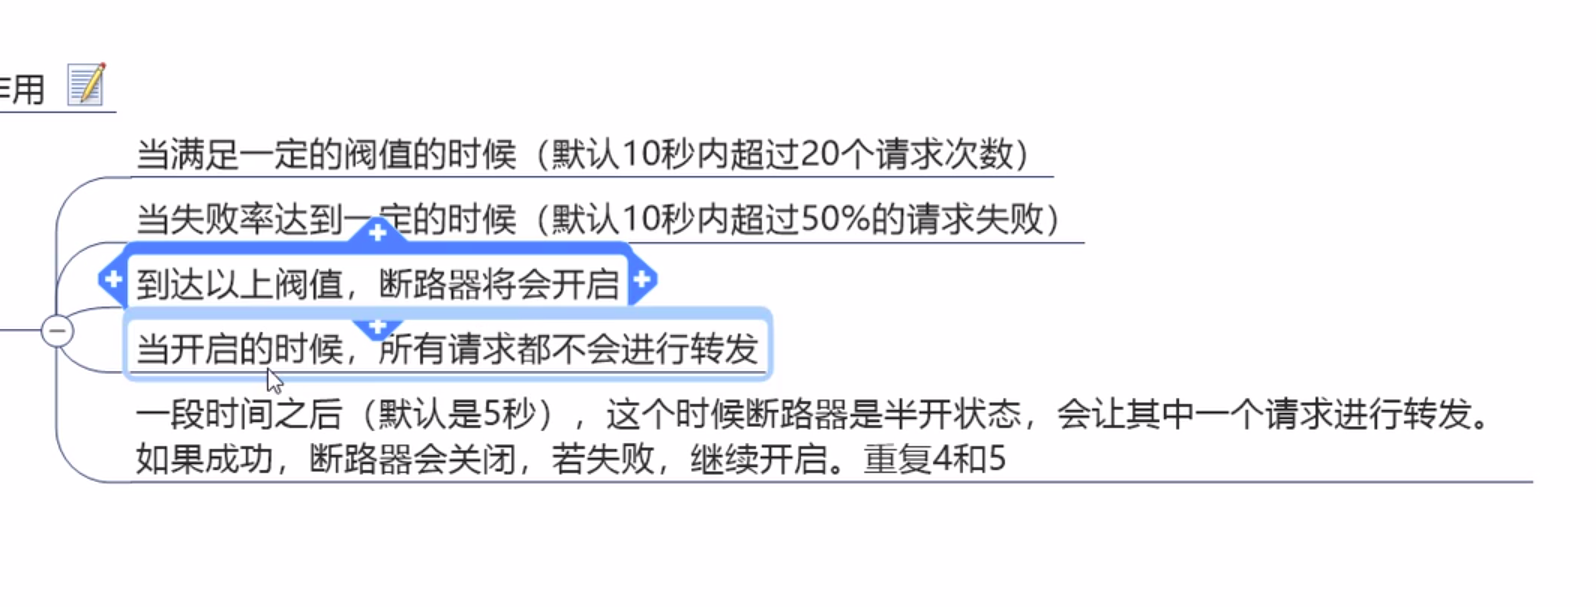 作用
当满足一定的阀值的时候（默认10秒内超过20个请求次数）
当失败率达到一定的时候（默认10秒内超过50%的请求失败）
到达以上阀值，断路器将会开启
当开启的时候，所有请求都不会进行转发
一段时间之后（默认是5秒），这个时候断路器是半开状态，会让其中一个请求进行转发。
如果成功，断路器会关闭，若失败，继续开启。重复4和5